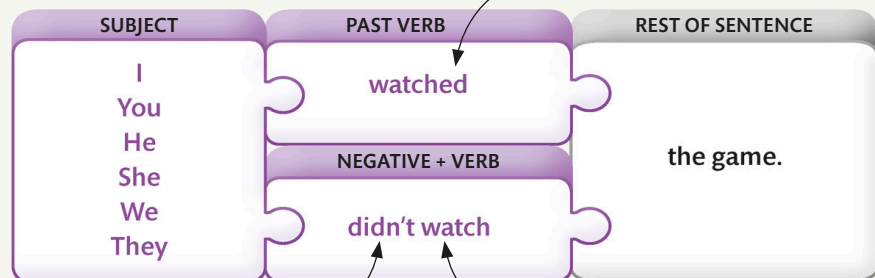 SUBJECT
PAST VERB
REST OF SENTENCE
I
You
He
She
We
They
watched
NEGATIVE + VERB
didn't watch
the game.